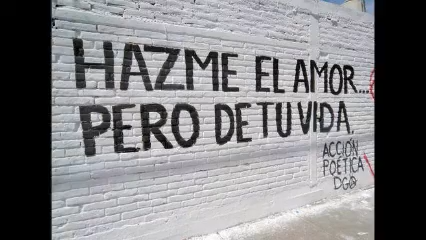 HAZME EL AMOR...
PERO DE TU VIDA.
ACCIÓN
POÉTICA
DGO